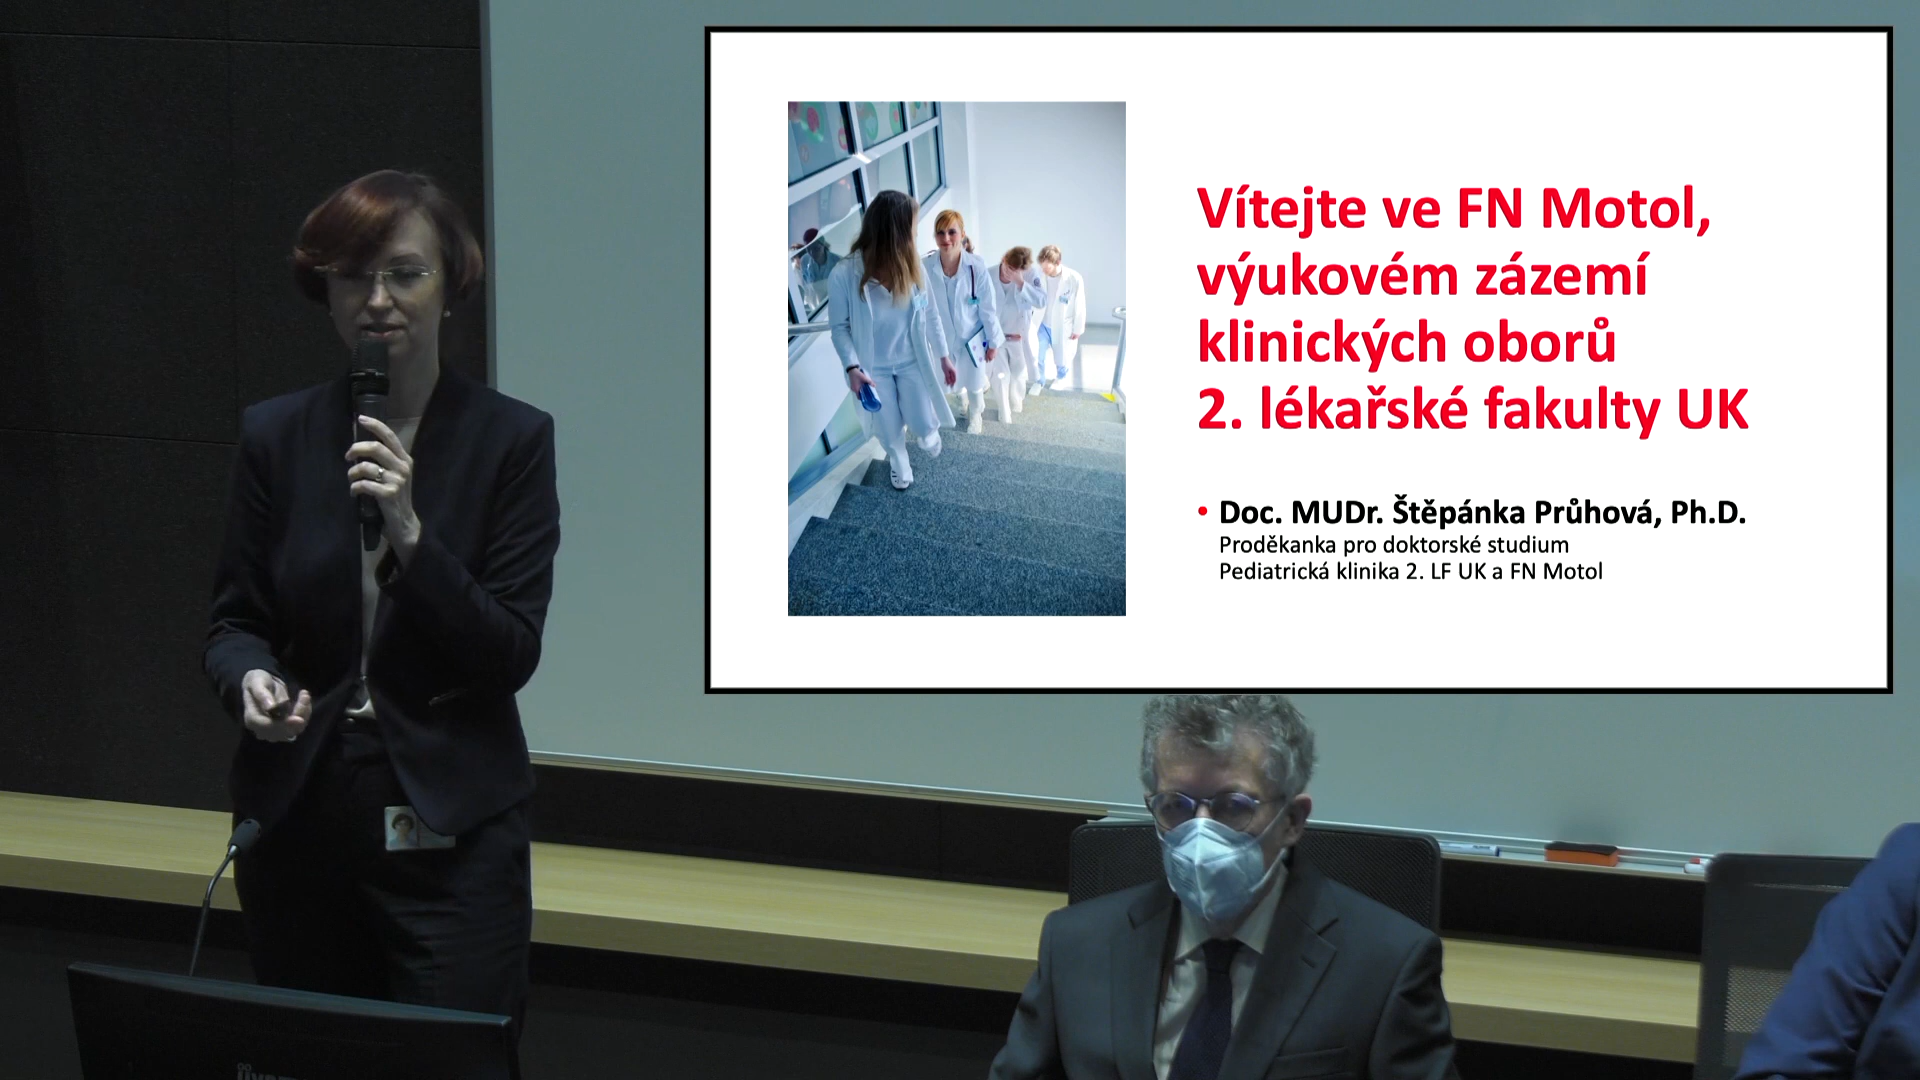 Vítejte ve FN Motol,
výukovém zázemí
klinických oborů
2. lékařské fakulty UK
• Doc. MUDr. Štěpánka Průhová, Ph.D.
Proděkanka pro doktorské studium
Pediatrická klinika 2. LF UK a FN Motol